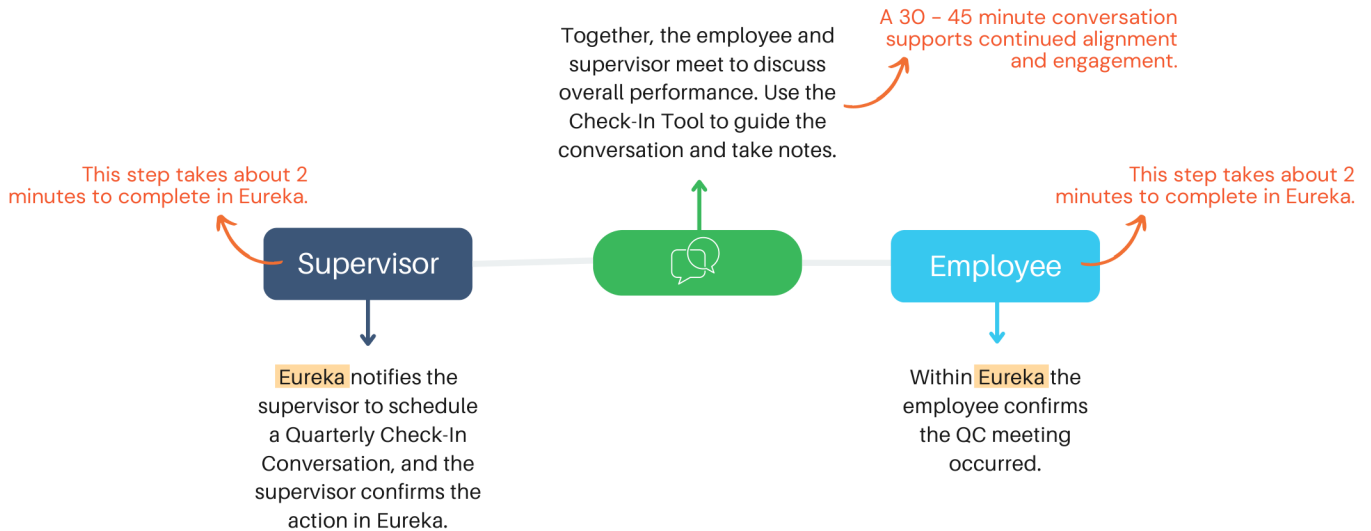 This step takes about 2
minutes to complete in Eureka.
Supervisor
Eureka notifies the
supervisor to schedule
a Quarterly Check-In
Conversation, and the
supervisor confirms the
action in Eureka.
Together, the employee and
supervisor meet to discuss
overall performance. Use the
Check-In Tool to guide the
conversation and take notes.
A 30 – 45 minute conversation
supports continued alignment
and engagement.
This step takes about 2
minutes to complete in Eureka.
Employee
Within Eureka the
employee confirms
the QC meeting
occurred.